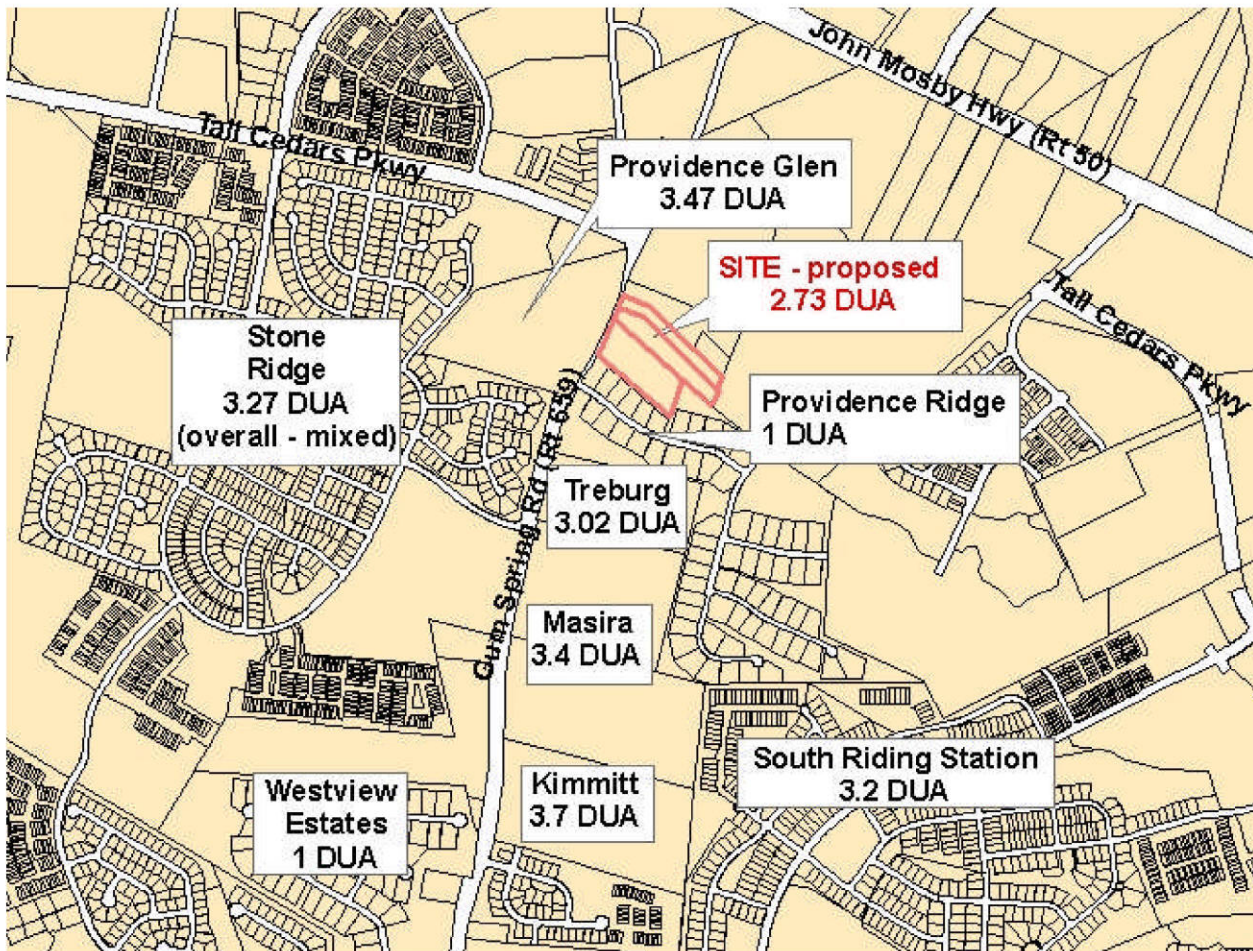 John Mosby Hwy (Rt 50)
Tall Cedars Pkwy
Providence Glen
3.47 DUA
SITE - proposed
2.73 DUA
Tall Cedars Pkwy
Stone
Ridge
3.27 DUA
(overall - mixed)
Gum Spring Rd (Rt 659)
Providence Ridge
1 DUA
Treburg
3.02 DUA
Masira
3.4 DUA
South Riding Station
3.2 DUA
Kimmitt
3.7 DUA
Westview
Estates
1 DUA